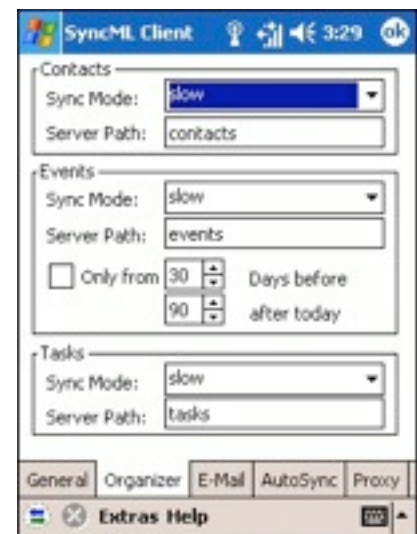 SyncML Client 3:29 ok
Contacts
Sync Mode: slow
Server Path: contacts
Events
Sync Mode: slow
Server Path: events
Only from 30 Days before
90 after today
Tasks
Sync Mode: slow
Server Path: tasks
General Organizer E-Mail AutoSync Proxy
Extras Help